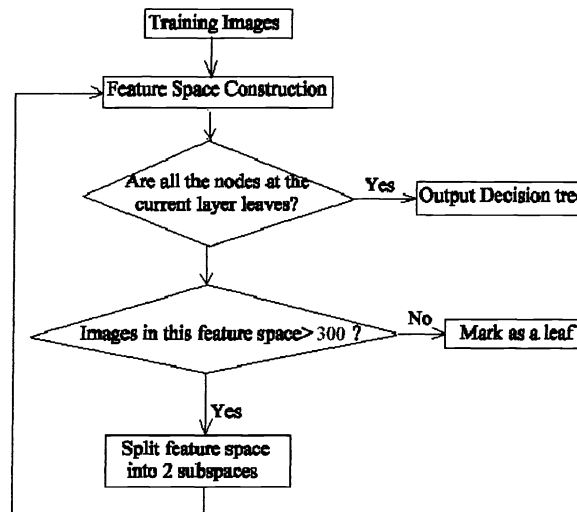 Training Images
Feature Space Construction
Are all the nodes at the
current layer leaves?
Yes
Output Decision tree
Images in this feature space> 300 ?
No
Mark as a leaf
Yes
Split feature space
into 2 subspaces